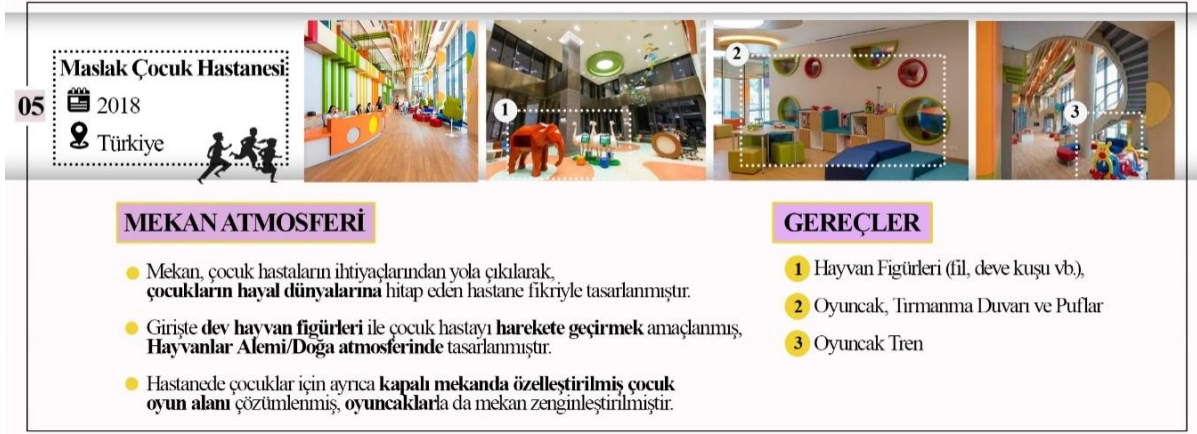 05
Maslak Çocuk Hastanesi
2018
Türkiye
1
2
3
MEKAN ATMOSFERİ
Mekan, çocuk hastaların ihtiyaçlarından yola çıkılarak,
çocukların hayal dünyalarına hitap eden hastane fikriyle tasarlanmıştır.
Girişte dev hayvan figürleri ile çocuk hastayı harekete geçirmek amaçlanmış,
Hayvanlar Alemi/Doğa atmosferinde tasarlanmıştır.
Hastanede çocuklar için ayrıca kapalı mekanda özelleştirilmiş çocuk
oyun alanı çözümlenmiş, oyuncaklarla da mekan zenginleştirilmiştir.
GEREÇLER
1 Hayvan Figürleri (fil, deve kuşu vb.),
2 Oyuncak, Tırmanma Duvarı ve Puflar
3 Oyuncak Tren